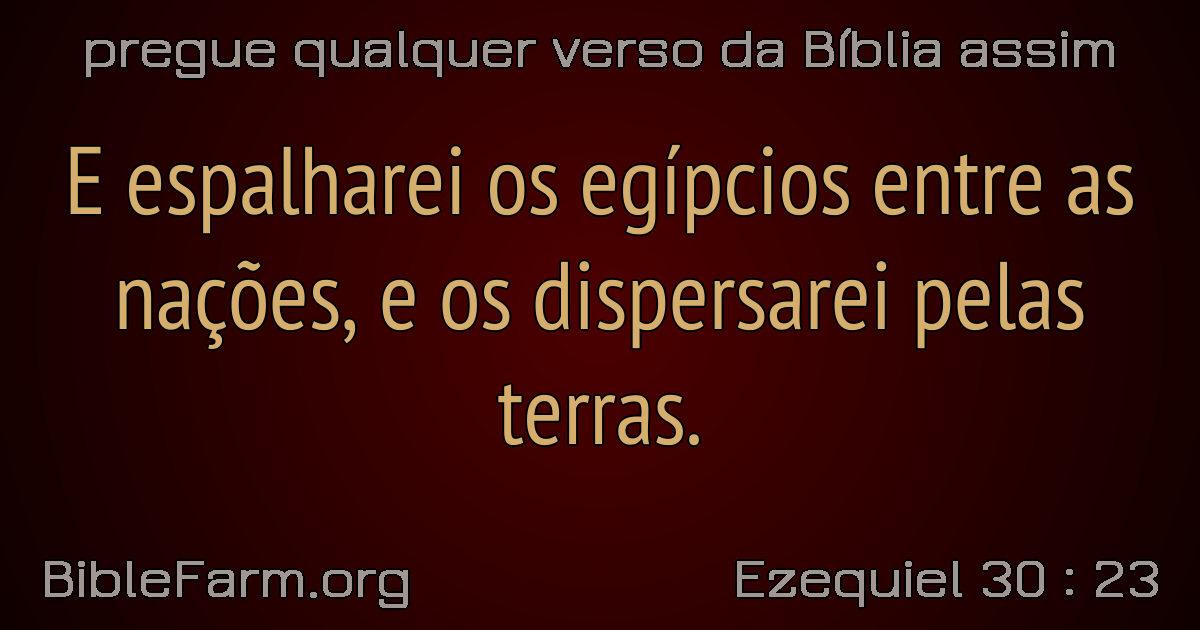 pregue qualquer verso da Bíblia assim
E espalharei os egípcios entre as
nações, e os dispersarei pelas
terras.
BibleFarm.org
Ezequiel 30 : 23